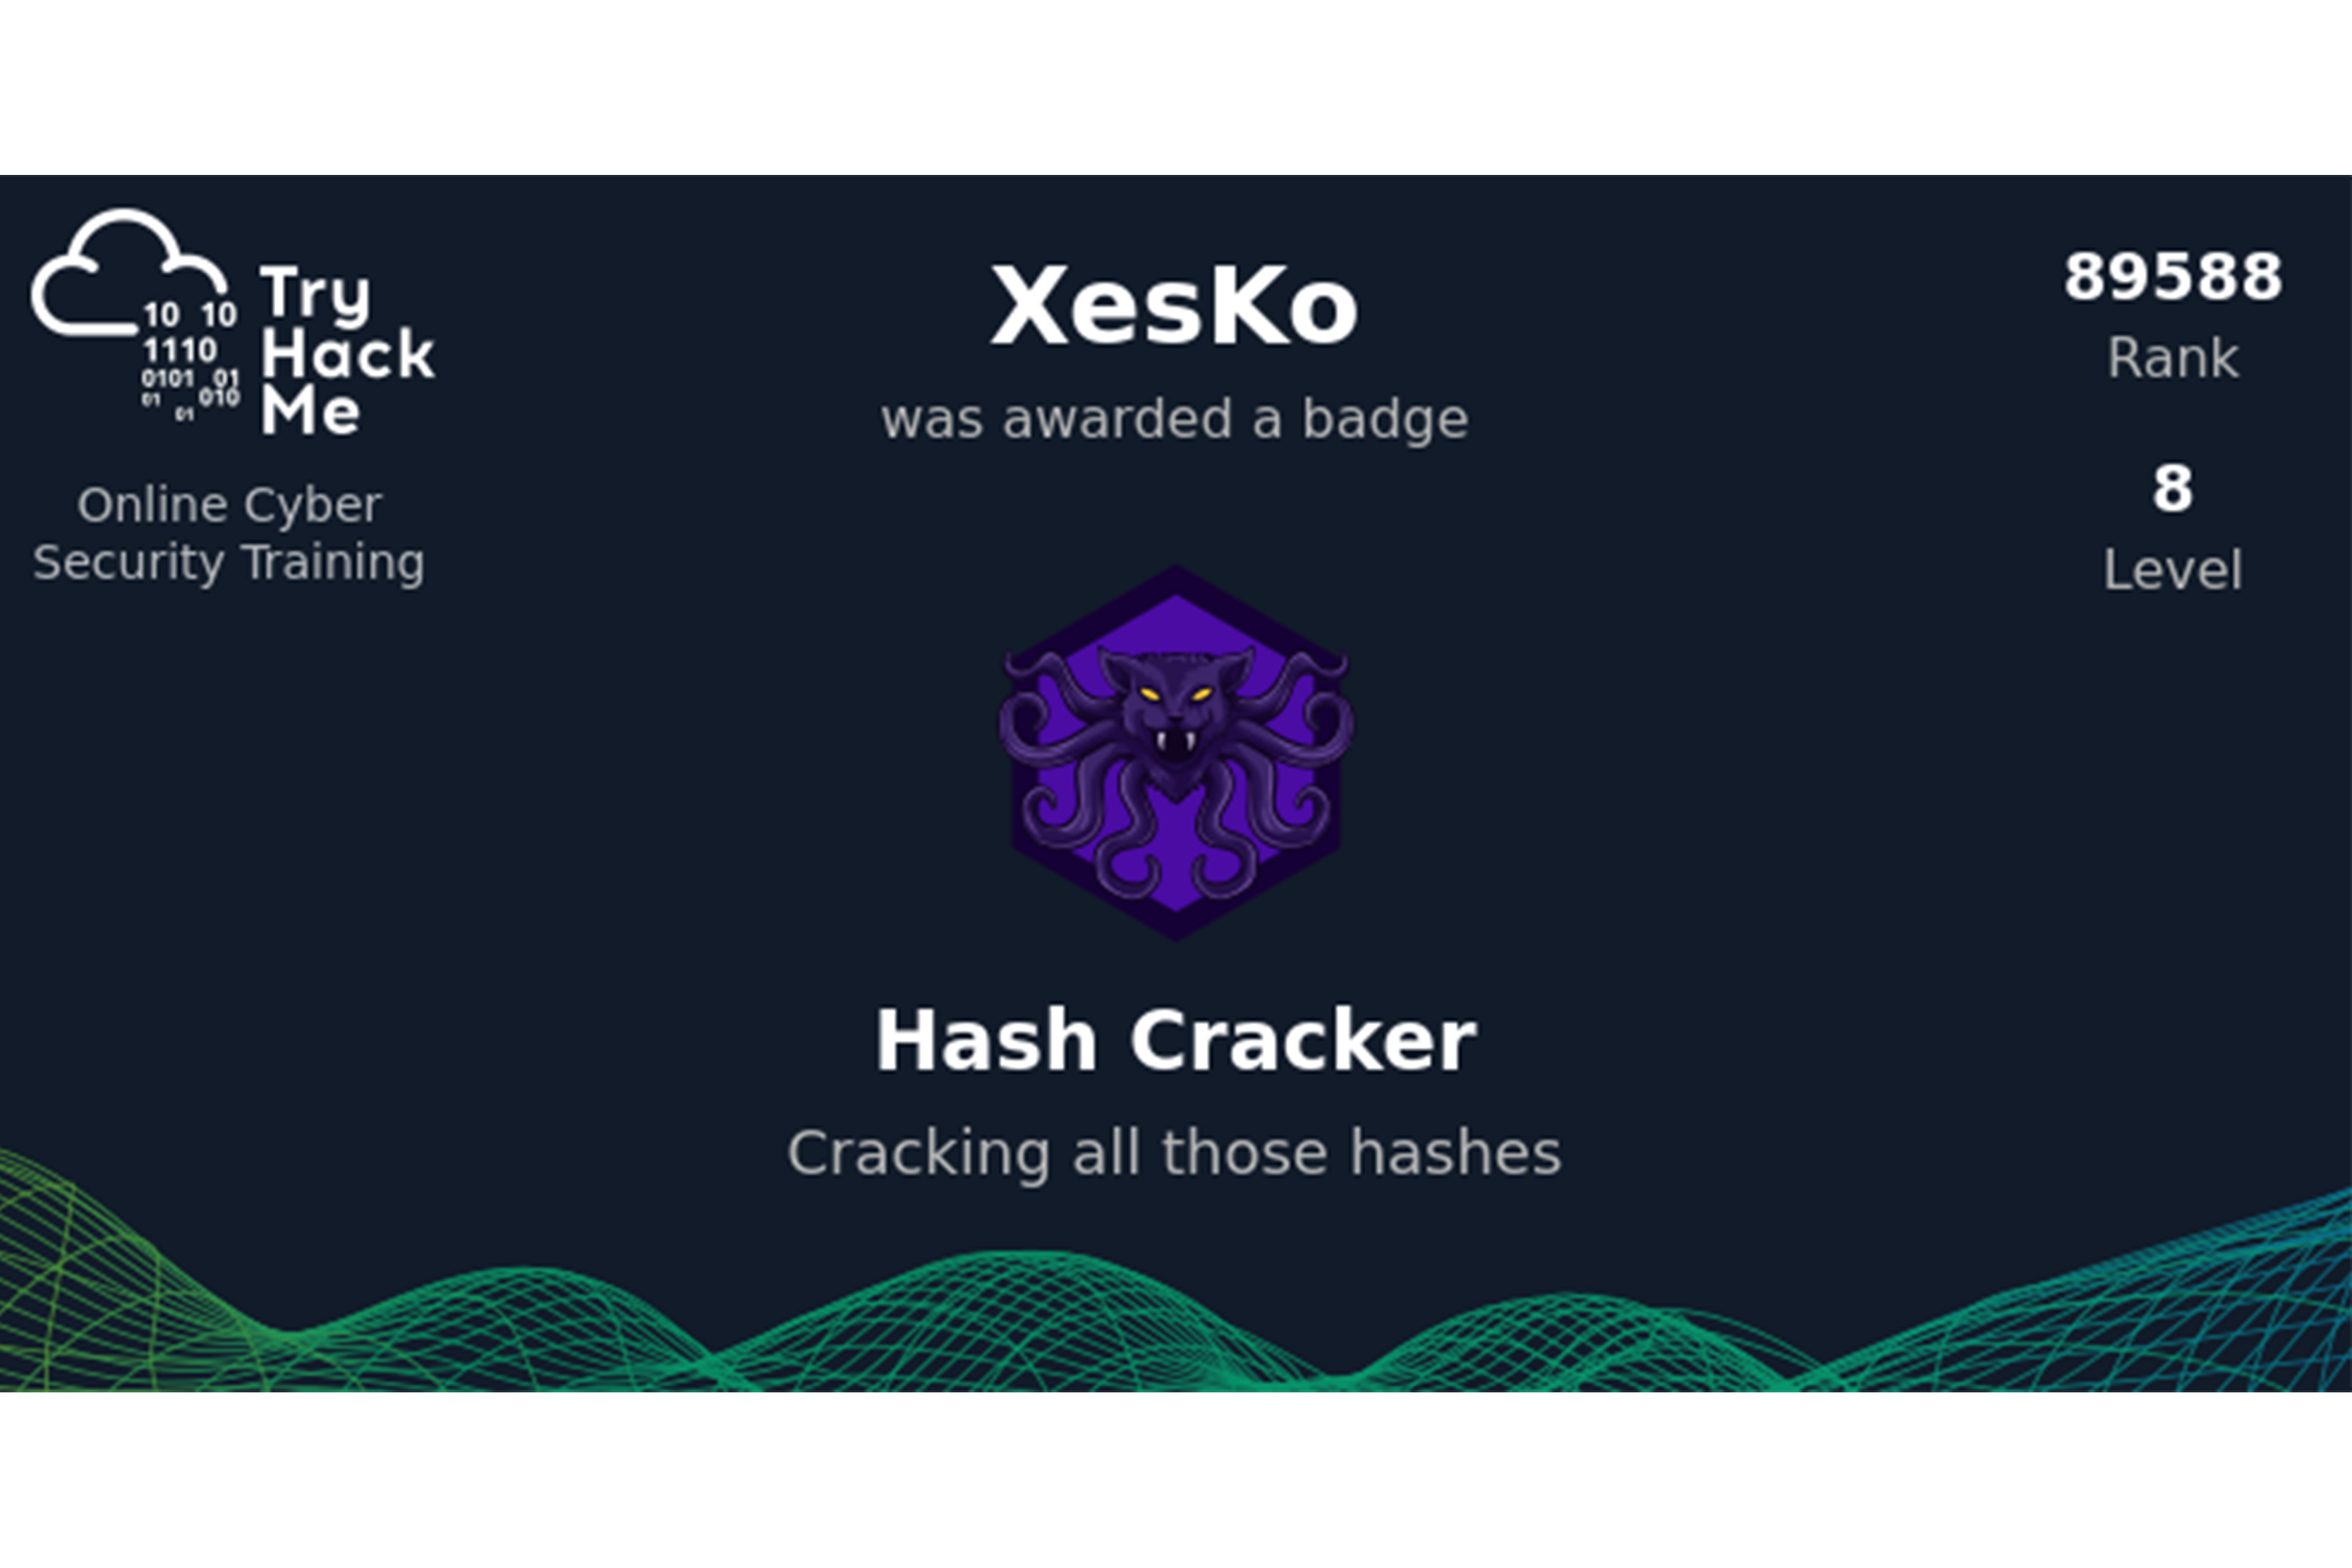 10 10
1110
0101 01
01 010
01
Try
Hack
Me
Online Cyber
Security Training
XesKo
was awarded a badge
89588
Rank
8
Level
Hash Cracker
Cracking all those hashes